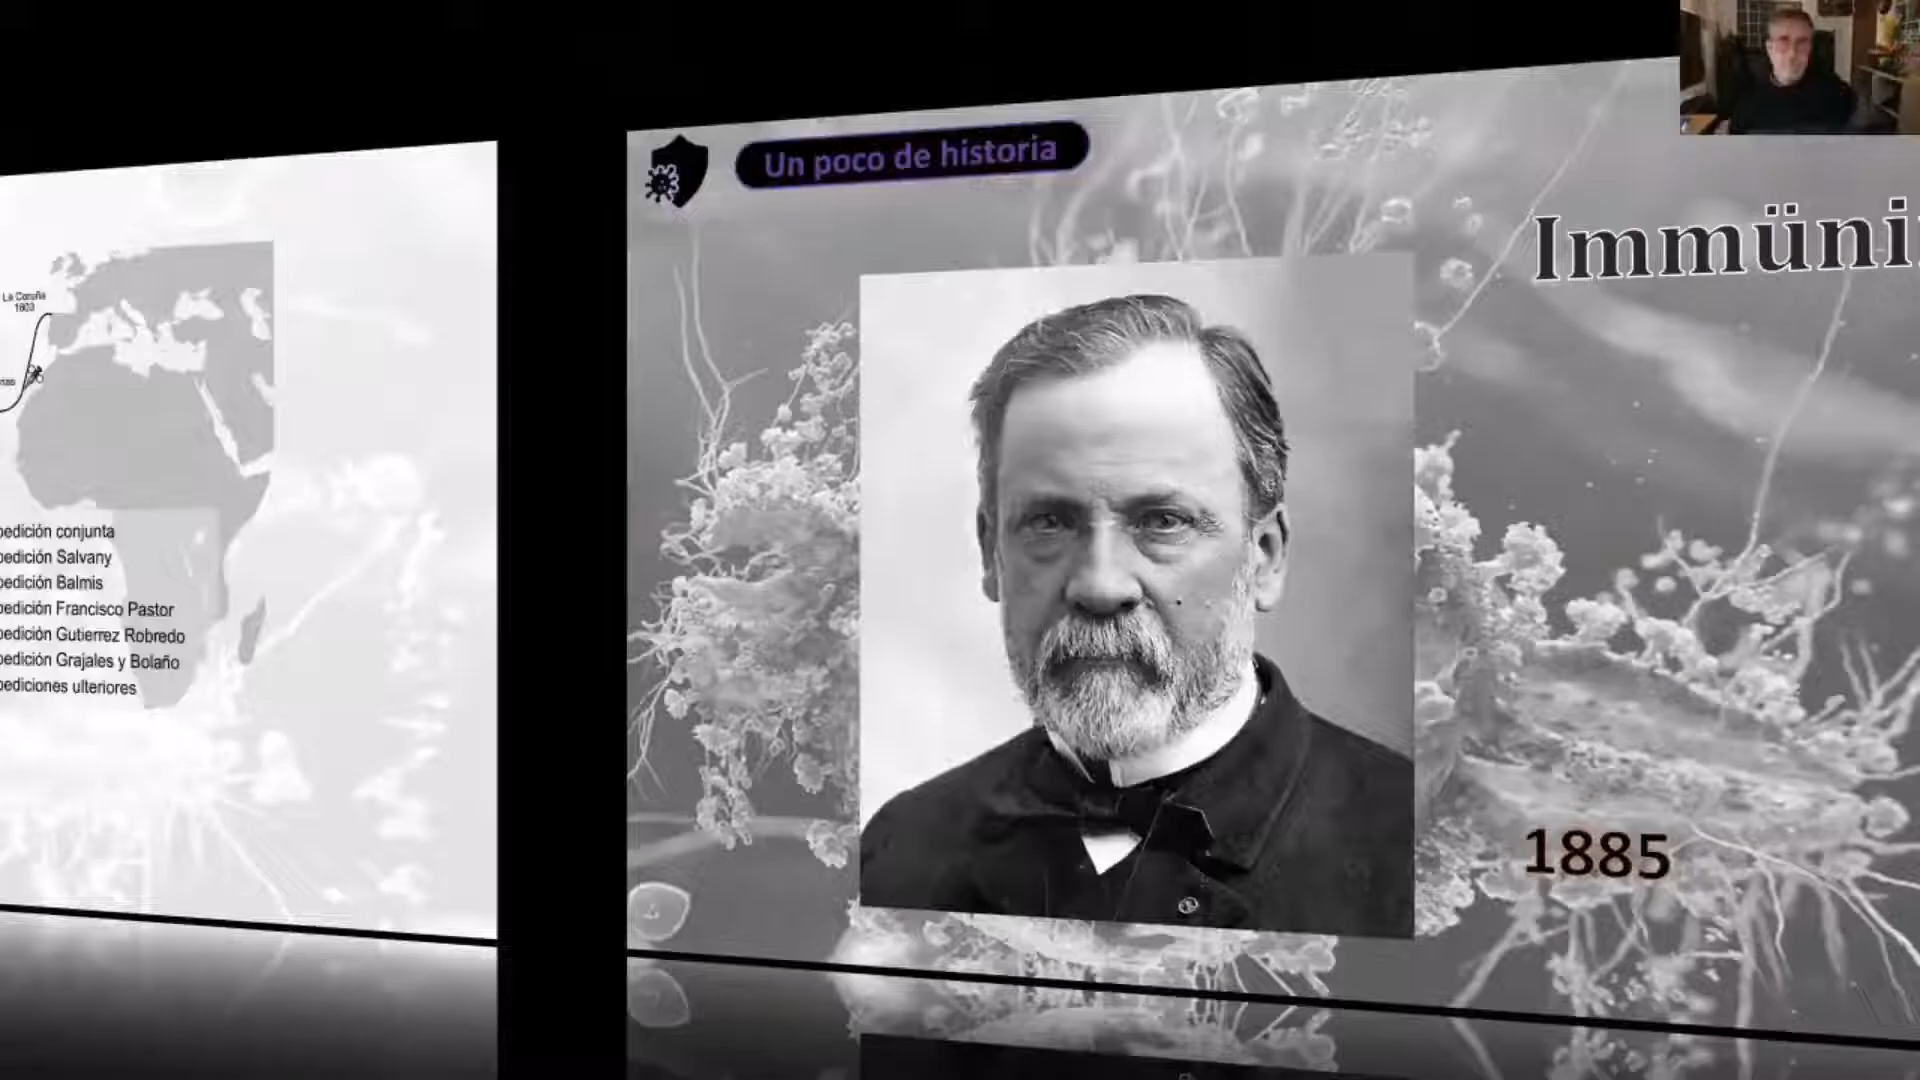 La Coruña
1803
pedición conjunta
pedición Salvany
pedición Balmis
pedición Francisco Pastor
pedición Gutierrez Robredo
pedición Grajales y Bolaño
pediciones ulteriores
Un poco de historia
Immüni
1885